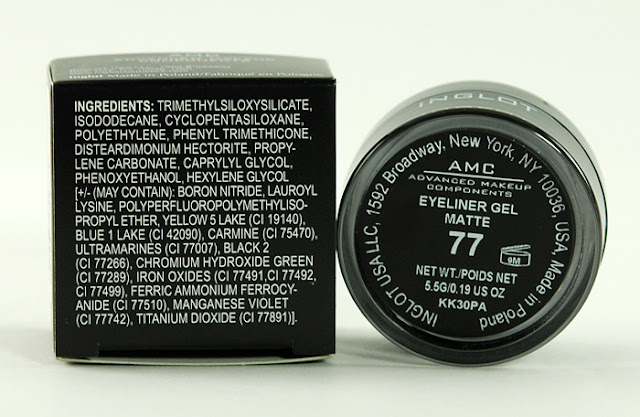 AMC
Inglot Made in Poland/Fabriqué en Pologne
INGREDIENTS: TRIMETHYLSILOXYSILICATE,
ISODODECANE, CYCLOPENTASILOXANE,
POLYETHYLENE, PHENYL TRIMETHICONE,
DISTEARDIMONIUM HECTORITE, PROPY-
LENE CARBONATE, CAPRYLYL GLYCOL,
PHENOXYETHANOL, HEXYLENE GLYCOL
[+/- (MAY CONTAIN): BORON NITRIDE, LAUROYL
LYSINE, POLYPERFLUOROPOLYMETHYLISO-
PROPYL ETHER, YELLOW 5 LAKE (CI 19140),
BLUE 1 LAKE (CI 42090), CARMINE (CI 75470),
ULTRAMARINES (CI 77007), BLACK 2
(CI 77266), CHROMIUM HYDROXIDE GREEN
(CI 77289), IRON OXIDES (CI 77491,CI 77492,
CI 77499), FERRIC AMMONIUM FERROCY-
ANIDE (CI 77510), MANGANESE VIOLET
(CI 77742), TITANIUM DIOXIDE (CI 77891)].
INGLOT
INGLOT USA LLC, 1592 Broadway, New York, NY 10036, USA, Made in Poland
AMC
ADVANCED MAKEUP
COMPONENTS
EYELINER GEL
MATTE
77
9M
NET WT./POIDS NET
5.5G/0.19 US OZ
KK30PA